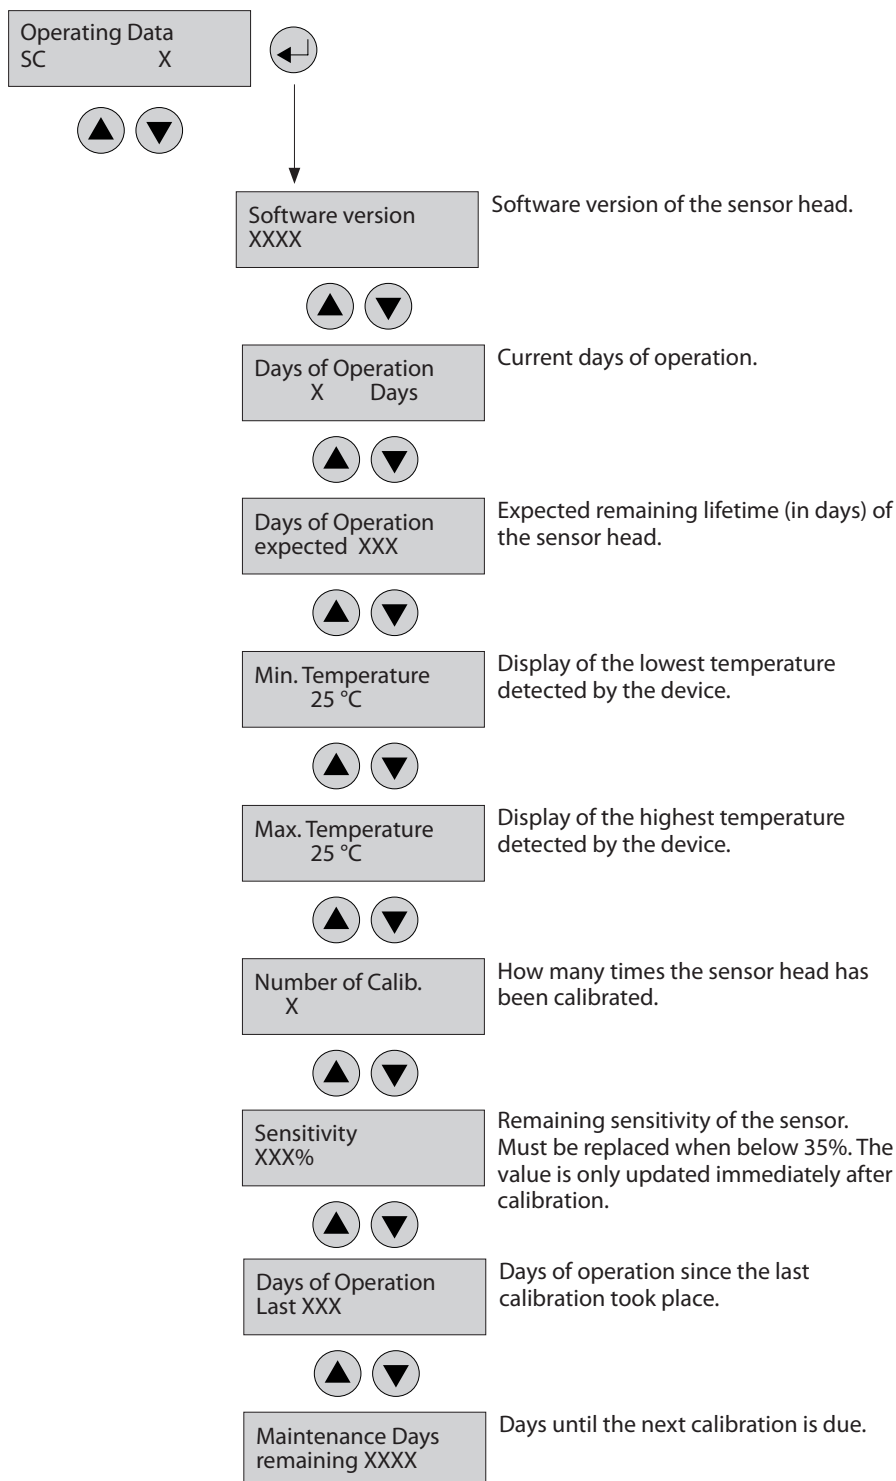 Operating Data
SC X
Software version
XXXX
Software version of the sensor head.
Days of Operation
X Days
Current days of operation.
Days of Operation
expected XXX
Expected remaining lifetime (in days) of
the sensor head.
Min. Temperature
25 °C
Display of the lowest temperature
detected by the device.
Max. Temperature
25 °C
Display of the highest temperature
detected by the device.
Number of Calib.
X
How many times the sensor head has
been calibrated.
Sensitivity
XXX%
Remaining sensitivity of the sensor.
Must be replaced when below 35%. The
value is only updated immediately after
calibration.
Days of Operation
Last XXX
Days of operation since the last
calibration took place.
Maintenance Days
remaining XXXX
Days until the next calibration is due.